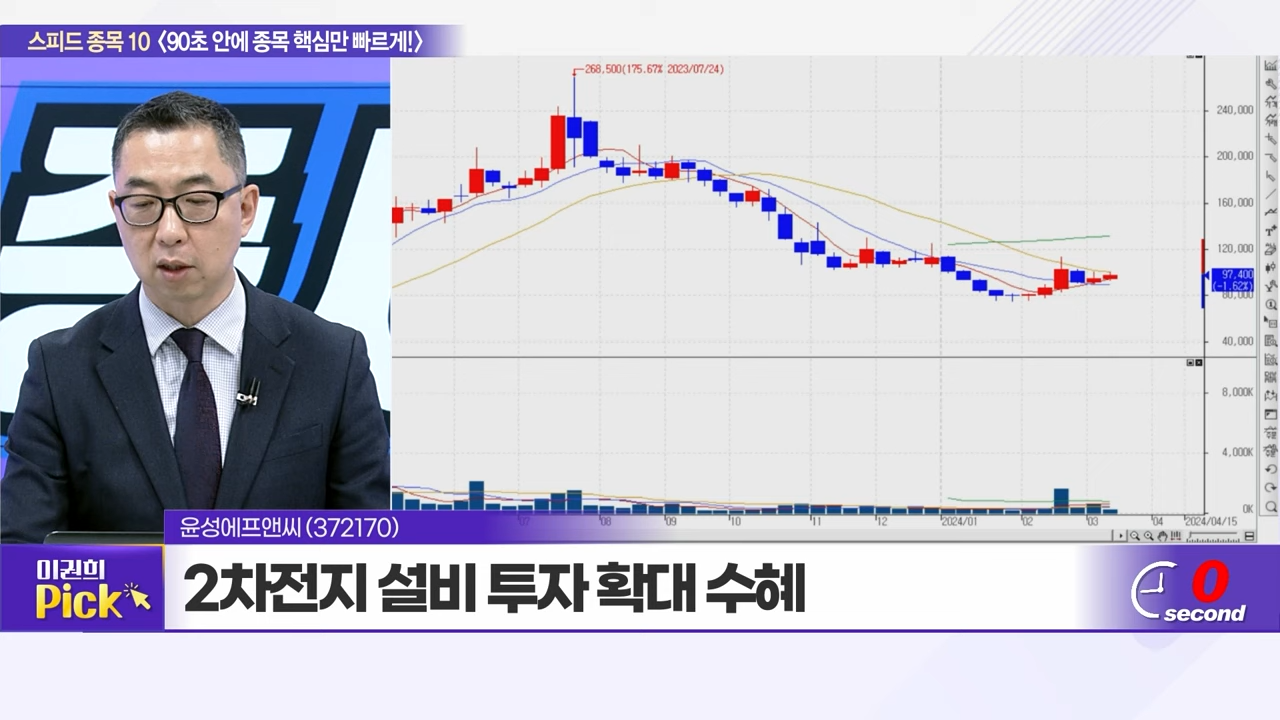 스피드 종목 10 <90초 안에 종목 핵심만 빠르게!>
268,500(175.67% 2023/07/24)
240,000
200,000
160,000
120,000
97,400
(-1.62%)
80,000
40,000
8,000K
4,000K
0K
'07 '08 '09 '10 '11 '12 2024/01 '02 '03 '04 2024/04/15
윤성에프앤씨 (372170)
이권희
Pick
2차전지 설비 투자 확대 수혜
0
second